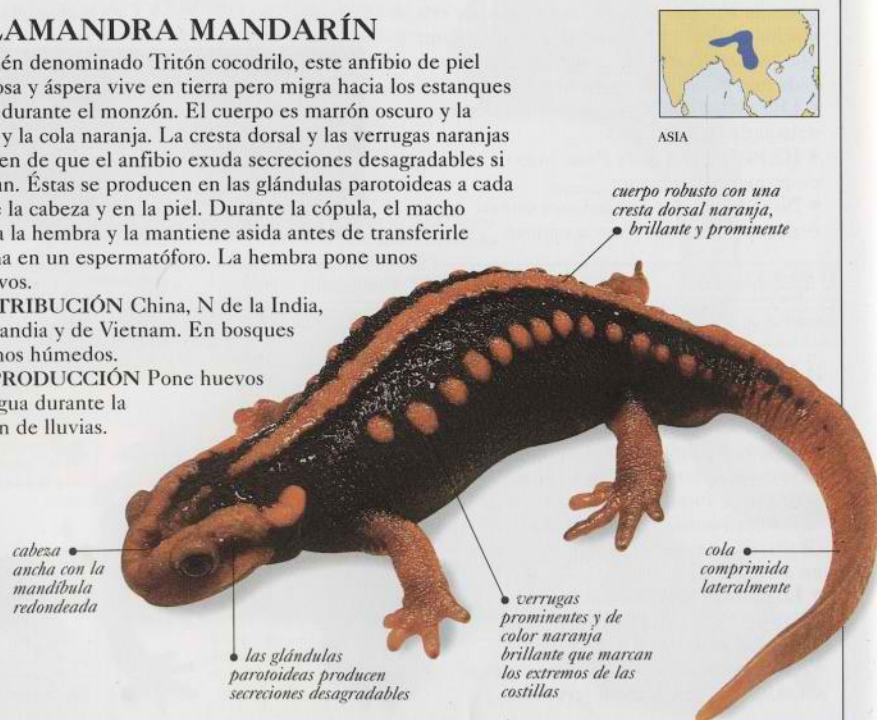 LAMANDRA MANDARÍN
én denominado Tritón cocodrilo, este anfibio de piel
osa y áspera vive en tierra pero migra hacia los estanques
durante el monzón. El cuerpo es marrón oscuro y la
y la cola naranja. La cresta dorsal y las verrugas naranjas
en de que el anfibio exuda secreciones desagradables si
an. Éstas se producen en las glándulas parotoideas a cada
e la cabeza y en la piel. Durante la cópula, el macho
a la hembra y la mantiene asida antes de transferirle
na en un espermatóforo. La hembra pone unos
vos.
TRIBUCIÓN China, N de la India,
landia y de Vietnam. En bosques
nos húmedos.
PRODUCCIÓN Pone huevos
gua durante la
n de lluvias.
ASIA
cuerpo robusto con una
cresta dorsal naranja,
brillante y prominente
cabeza
ancha con la
mandíbula
redondeada
las glándulas
parotoideas producen
secreciones desagradables
verrugas
prominentes y de
color naranja
brillante que marcan
los extremos de las
costillas
cola
comprimida
lateralmente